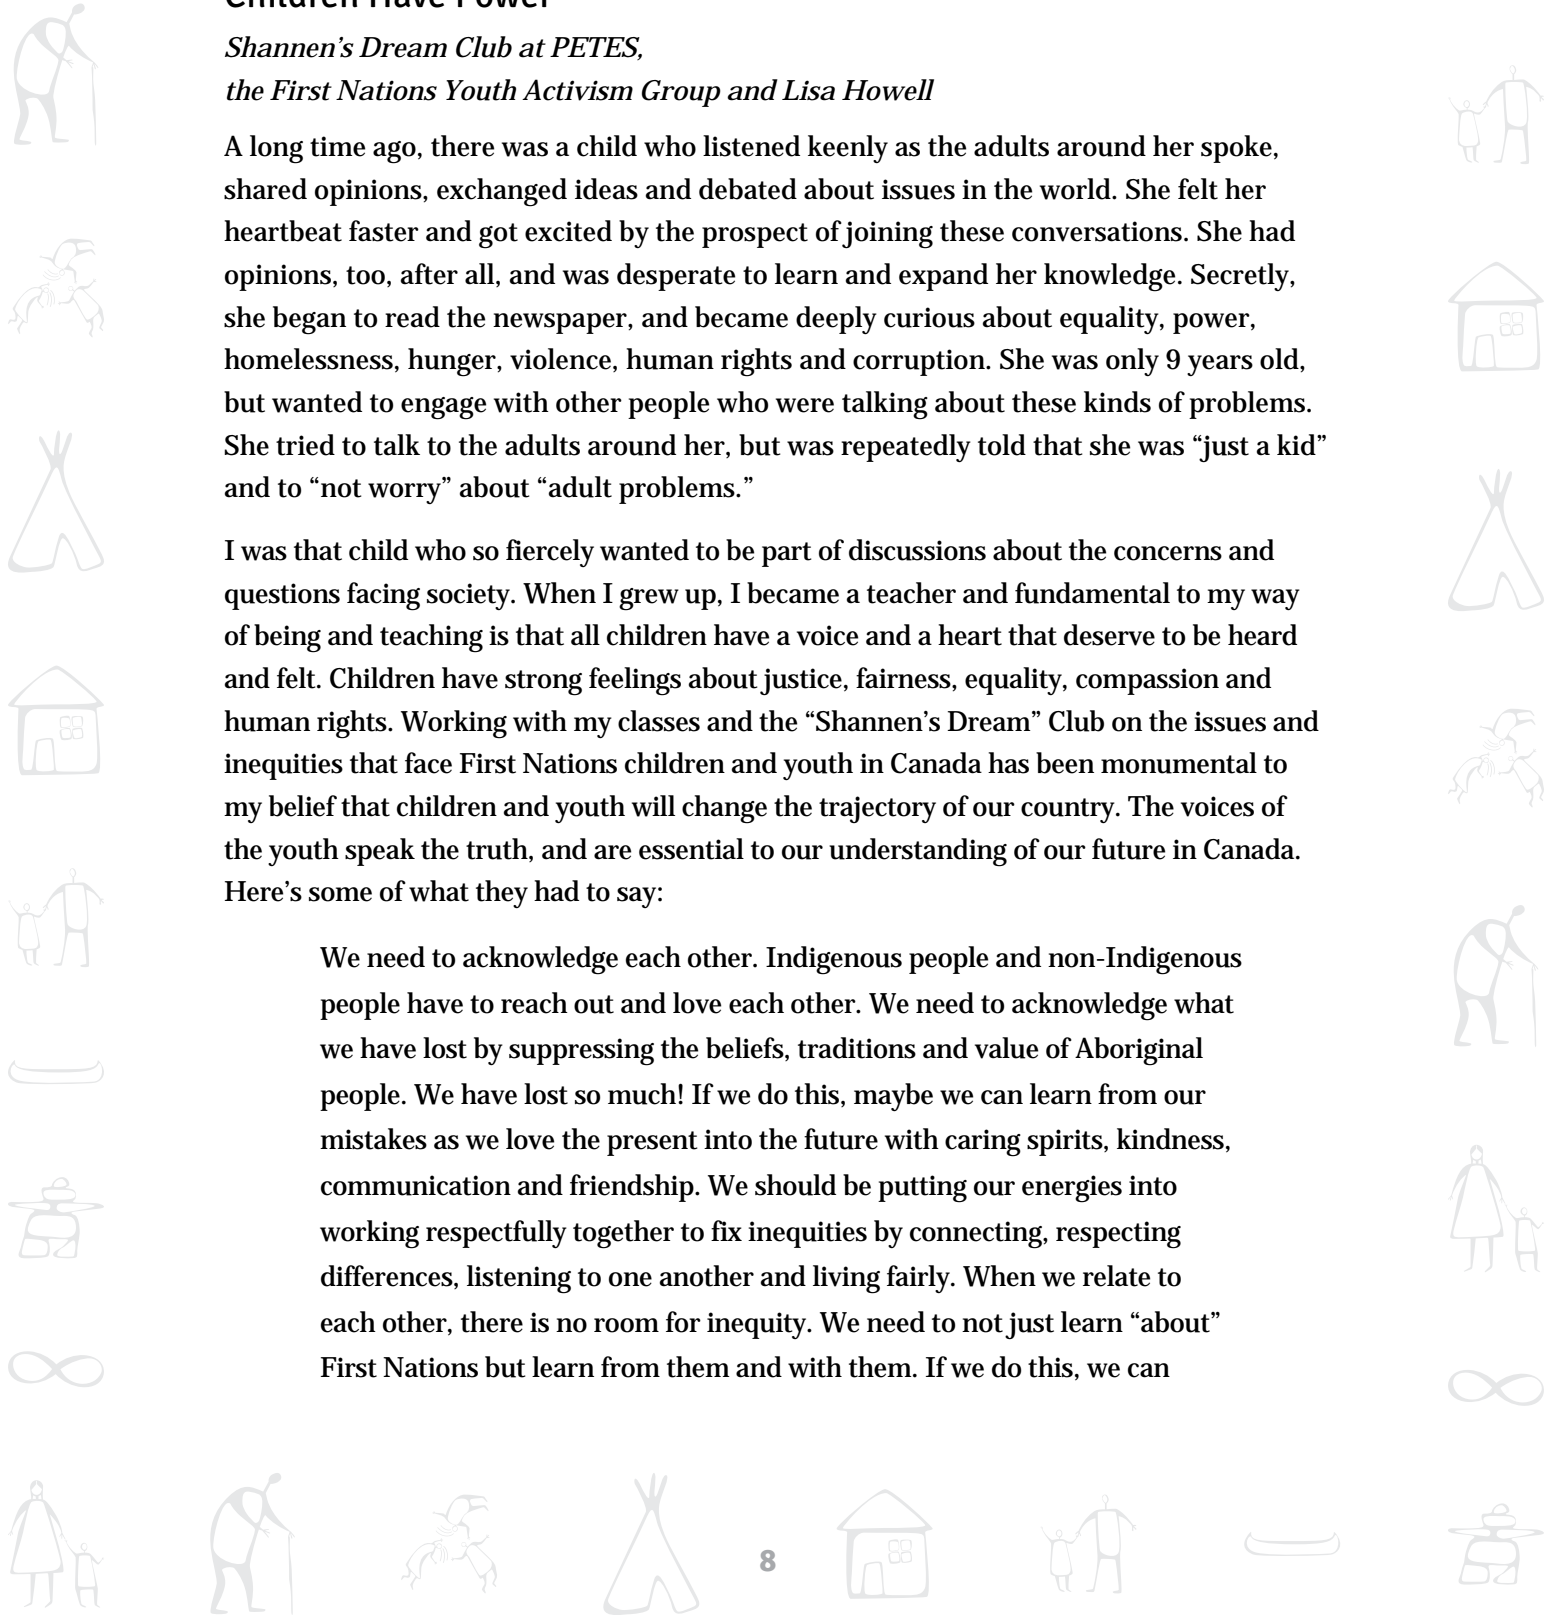 Children Have Power
Shannen’s Dream Club at PETES,
the First Nations Youth Activism Group and Lisa Howell
A long time ago, there was a child who listened keenly as the adults around her spoke,
shared opinions, exchanged ideas and debated about issues in the world. She felt her
heartbeat faster and got excited by the prospect of joining these conversations. She had
opinions, too, after all, and was desperate to learn and expand her knowledge. Secretly,
she began to read the newspaper, and became deeply curious about equality, power,
homelessness, hunger, violence, human rights and corruption. She was only 9 years old,
but wanted to engage with other people who were talking about these kinds of problems.
She tried to talk to the adults around her, but was repeatedly told that she was “just a kid”
and to “not worry” about “adult problems.”
I was that child who so fiercely wanted to be part of discussions about the concerns and
questions facing society. When I grew up, I became a teacher and fundamental to my way
of being and teaching is that all children have a voice and a heart that deserve to be heard
and felt. Children have strong feelings about justice, fairness, equality, compassion and
human rights. Working with my classes and the “Shannen’s Dream” Club on the issues and
inequities that face First Nations children and youth in Canada has been monumental to
my belief that children and youth will change the trajectory of our country. The voices of
the youth speak the truth, and are essential to our understanding of our future in Canada.
Here’s some of what they had to say:
We need to acknowledge each other. Indigenous people and non-Indigenous
people have to reach out and love each other. We need to acknowledge what
we have lost by suppressing the beliefs, traditions and value of Aboriginal
people. We have lost so much! If we do this, maybe we can learn from our
mistakes as we love the present into the future with caring spirits, kindness,
communication and friendship. We should be putting our energies into
working respectfully together to fix inequities by connecting, respecting
differences, listening to one another and living fairly. When we relate to
each other, there is no room for inequity. We need to not just learn “about”
First Nations but learn from them and with them. If we do this, we can
8